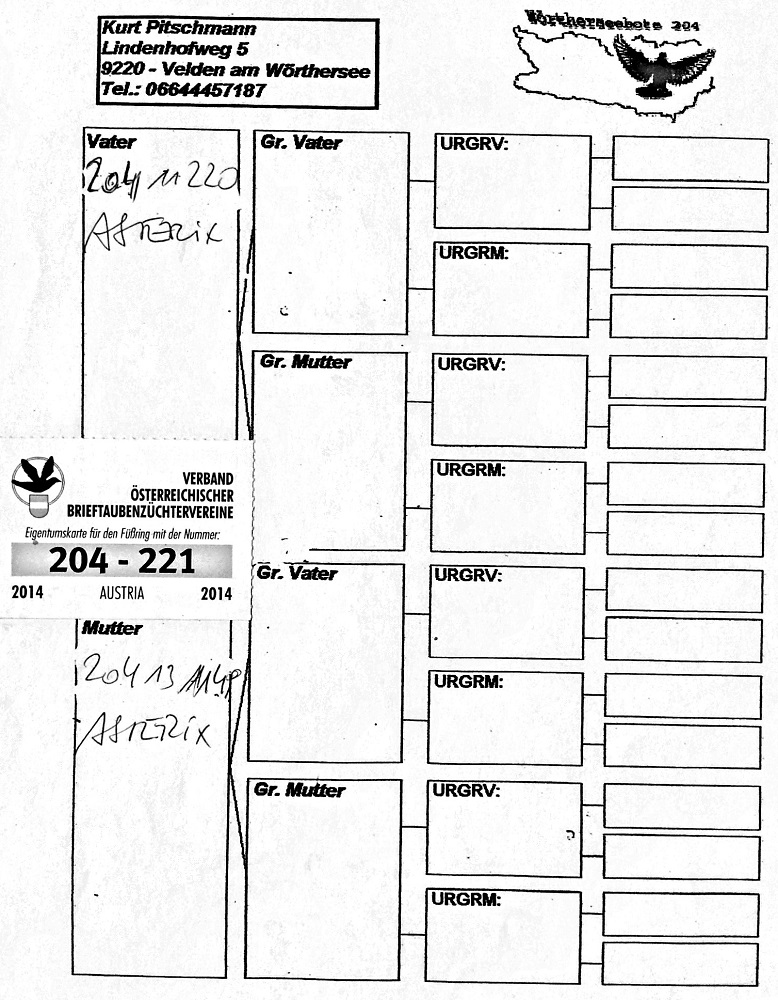 Kurt Pitschmann
Lindenhofweg 5
9220 - Velden am Wörthersee
Tel.: 06644457187
Wörtherseebote 204
Vater
204 11 220
ASTERix
Gr. Vater
URGRV:
URGRM:
Gr. Mutter
URGRV:
URGRM:
VERBAND
ÖSTERREICHISCHER
BRIEFTAUBENZÜCHTERVEREINE
Eigentumskarte für den Fußring mit der Nummer:
204 - 221
2014 AUSTRIA 2014
Mutter
204 13
ASTERix
Gr. Vater
URGRV:
URGRM:
Gr. Mutter
URGRV:
URGRM: